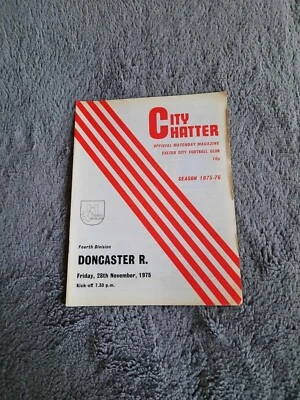 CITY
CHATTER
OFFICIAL MATCHDAY MAGAZINE
EXETER CITY FOOTBALL CLUB
10p
SEASON 1975-76
Fourth Division
DONCASTER R.
Friday, 28th November, 1975
Kick-off 7.30 p.m.